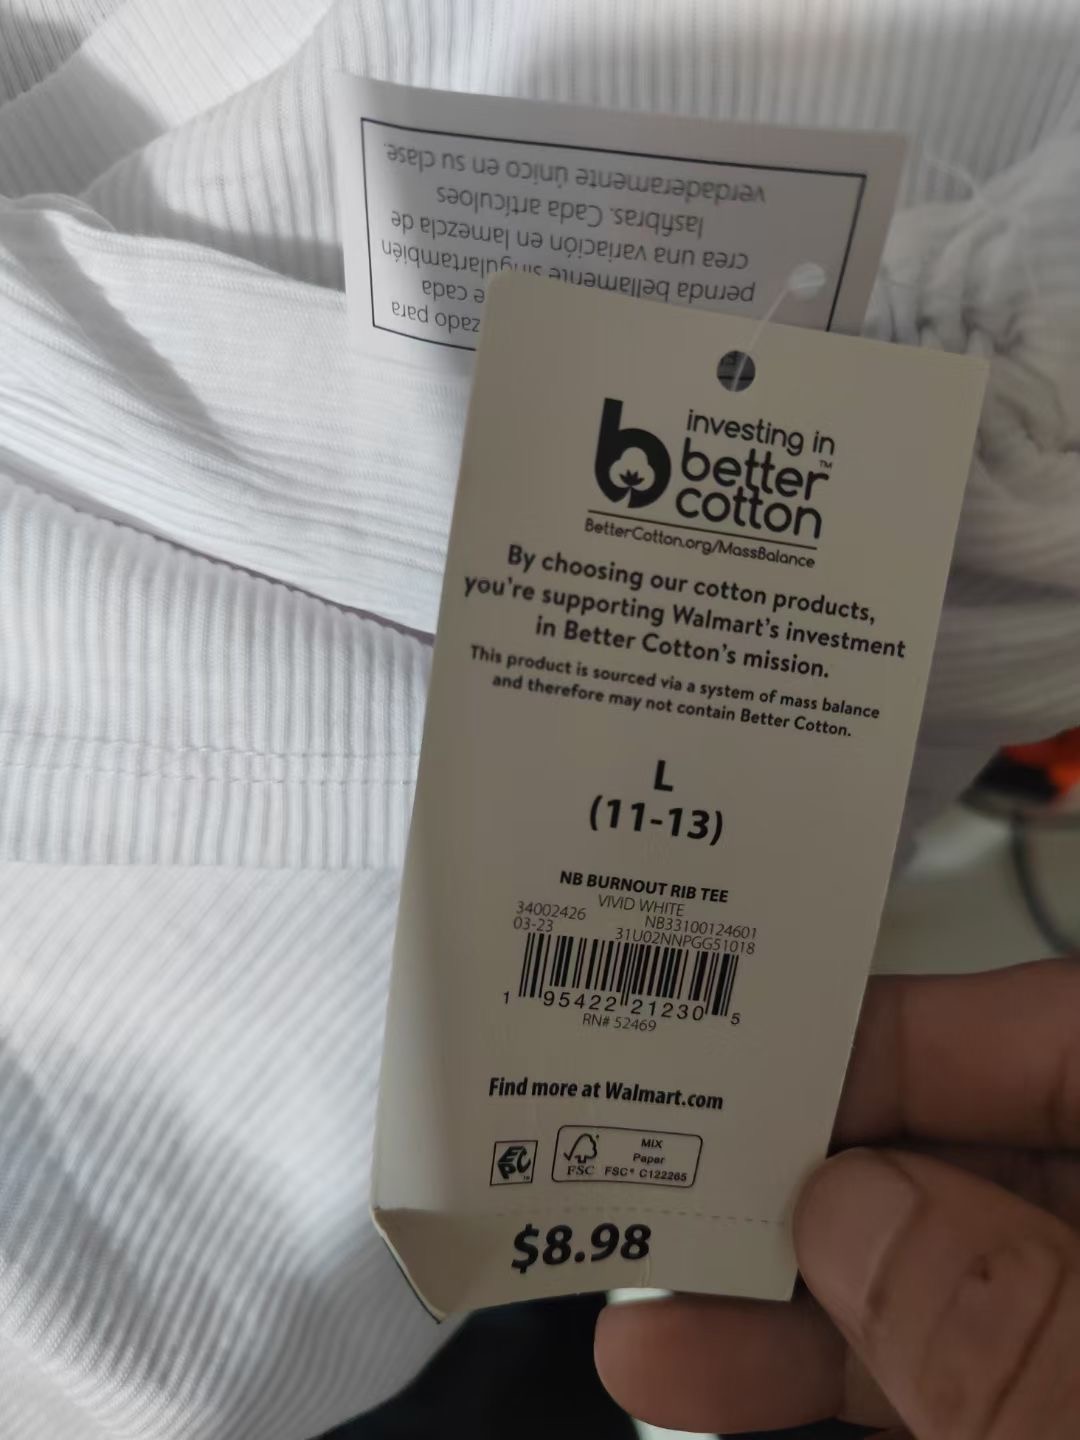 zado para
e cada
pernda bellamente singulartambién
crea una variación en lamezcla de
lasfibras. Cada artículoes
verdaderamente único en su clase.
investing in
better™
cotton
BetterCotton.org/MassBalance
By choosing our cotton products,
you're supporting Walmart's investment
in Better Cotton's mission.
This product is sourced via a system of mass balance
and therefore may not contain Better Cotton.
L
(11-13)
NB BURNOUT RIB TEE
VIVID WHITE
34002426 NB33100124601
03-23 31U02NNPGG51018
1 95422 21230 5
RN# 52469
Find more at Walmart.com
MIX
Paper
FSC FSC® C122265
$8.98